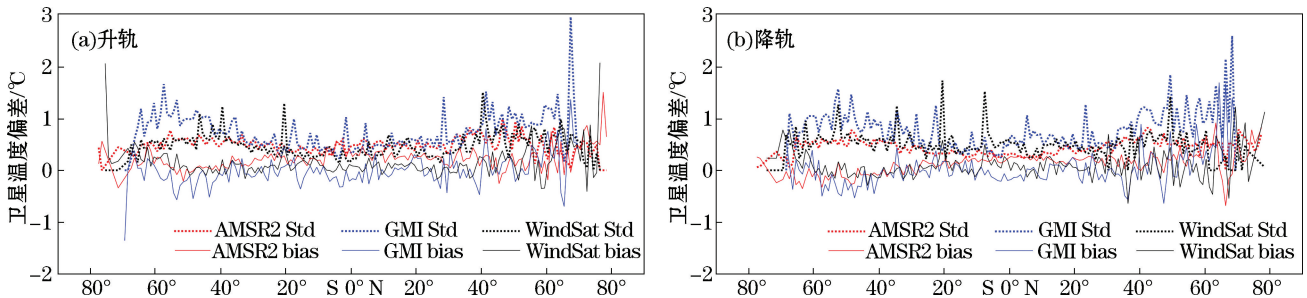 (a)升轨
3
2
1
0
−1
−2
卫星温度偏差/℃
AMSR2 Std GMI Std WindSat Std
AMSR2 bias GMI bias WindSat bias
80° 60° 40° 20° S 0° N 20° 40° 60° 80°
(b)降轨
3
2
1
0
−1
−2
卫星温度偏差/℃
AMSR2 Std GMI Std WindSat Std
AMSR2 bias GMI bias WindSat bias
80° 60° 40° 20° S 0° N 20° 40° 60° 80°